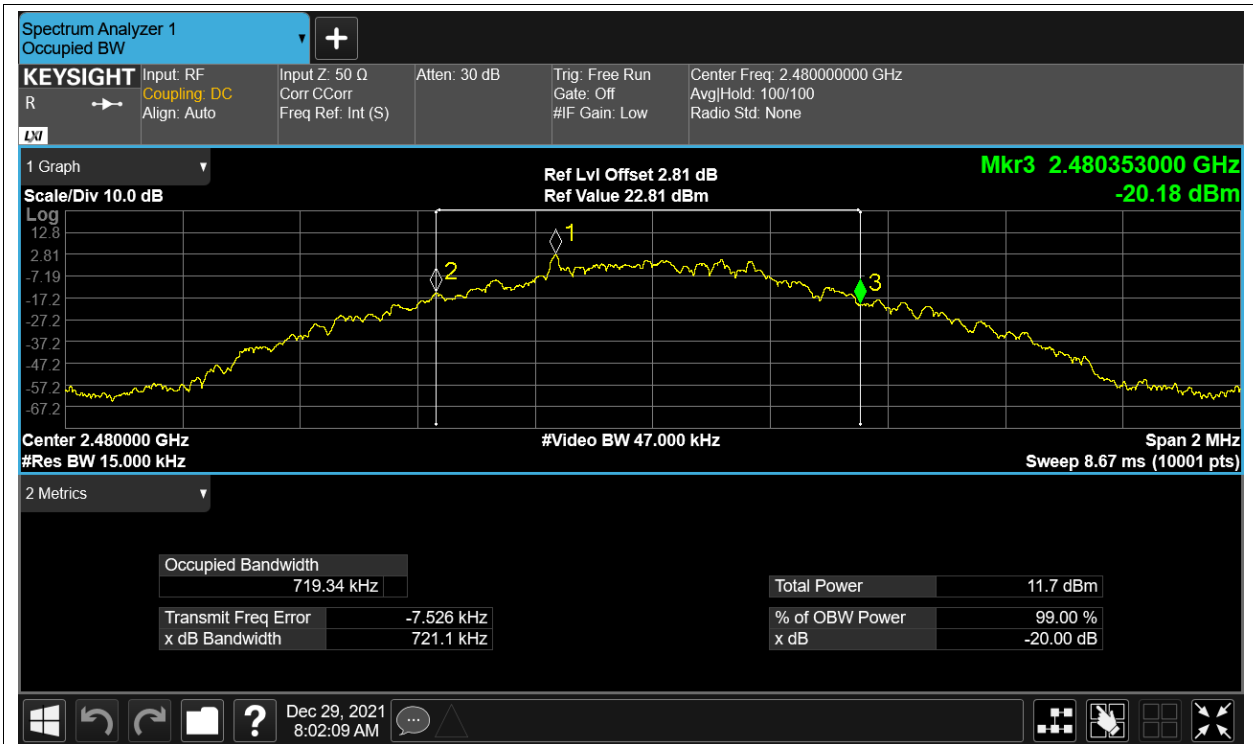 Spectrum Analyzer 1
Occupied BW
KEYSIGHT
R
LXI
Input: RF
Coupling: DC
Align: Auto
Input Z: 50 Ω
Corr CCorr
Freq Ref: Int (S)
Atten: 30 dB
Trig: Free Run
Gate: Off
#IF Gain: Low
Center Freq: 2.480000000 GHz
Avg|Hold: 100/100
Radio Std: None
1 Graph
Scale/Div 10.0 dB
Ref Lvl Offset 2.81 dB
Ref Value 22.81 dBm
Mkr3 2.480353000 GHz
-20.18 dBm
Log
12.8
2.81
-7.19
-17.2
-27.2
-37.2
-47.2
-57.2
-67.2
1
2
3
Center 2.480000 GHz
#Res BW 15.000 kHz
#Video BW 47.000 kHz
Span 2 MHz
Sweep 8.67 ms (10001 pts)
2 Metrics
Occupied Bandwidth
719.34 kHz
Transmit Freq Error -7.526 kHz
x dB Bandwidth 721.1 kHz
Total Power 11.7 dBm
% of OBW Power 99.00 %
x dB -20.00 dB
?
Dec 29, 2021
8:02:09 AM